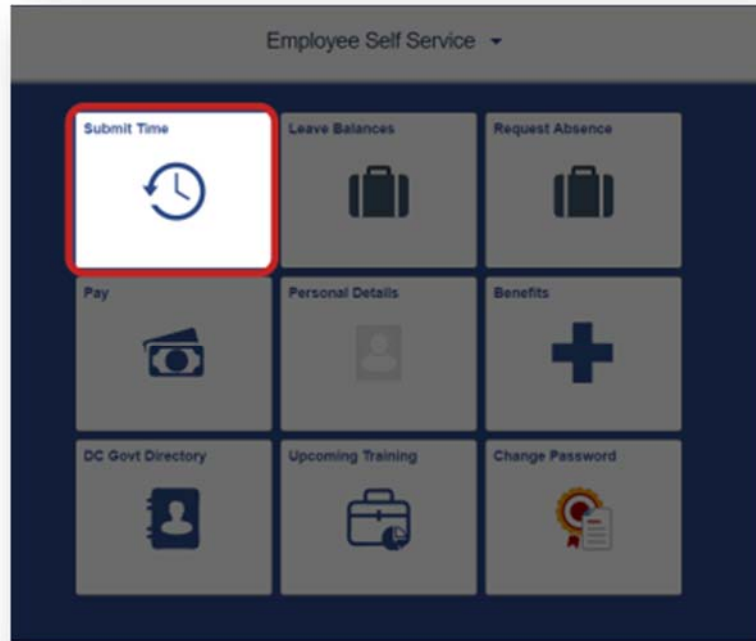 Employee Self Service
Submit Time
Leave Balances
Request Absence
Pay
Personal Details
Benefits
DC Govt Directory
Upcoming Training
Change Password